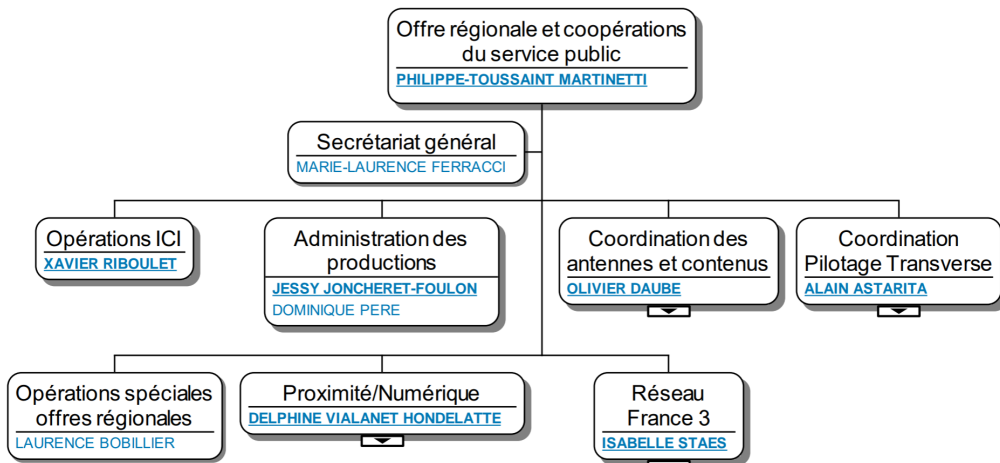 Offre régionale et coopérations
du service public
PHILIPPE-TOUSSAINT MARTINETTI
Secrétariat général
MARIE-LAURENCE FERRACCI
Opérations ICI
XAVIER RIBOULET
Administration des
productions
JESSY JONCHERET-FOULON
DOMINIQUE PERE
Coordination des
antennes et contenus
OLIVIER DAUBE
Coordination
Pilotage Transverse
ALAIN ASTARITA
Opérations spéciales
offres régionales
LAURENCE BOBILLIER
Proximité/Numérique
DELPHINE VIALANET HONDELATTE
Réseau
France 3
ISABELLE STAES